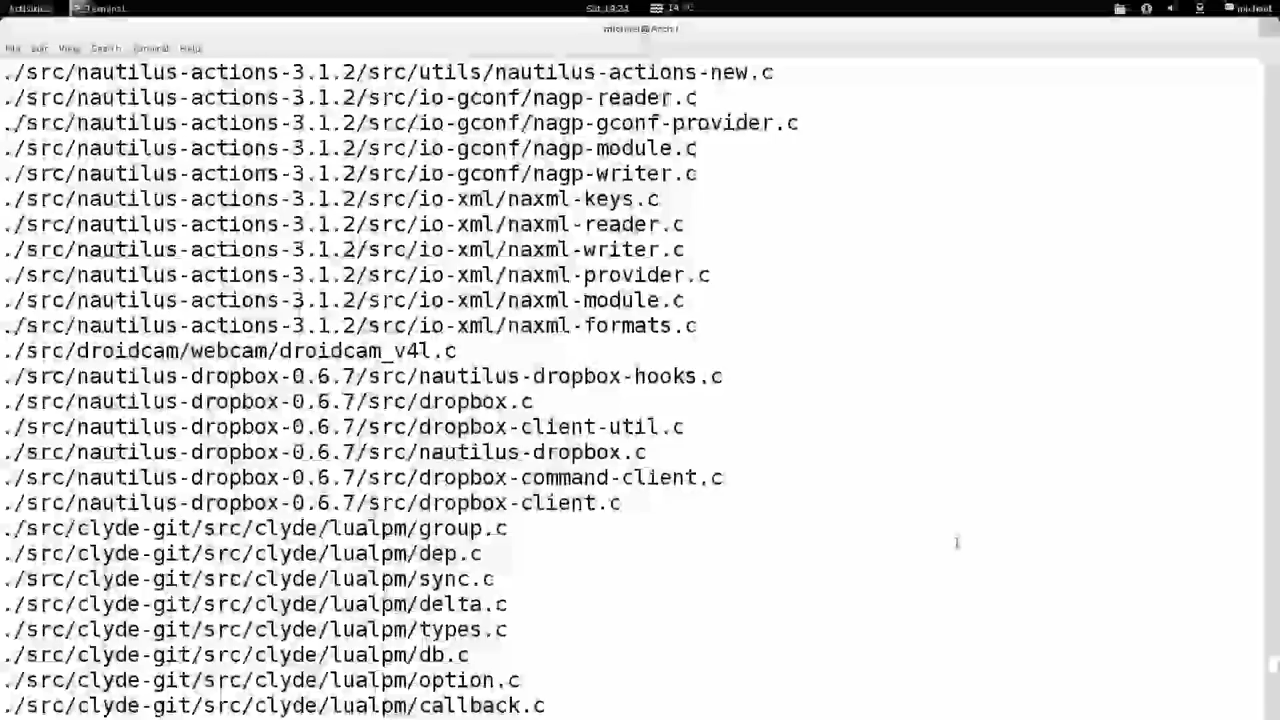 Terminal
michael
michael@Arch
File Edit View Search Terminal Help
./src/nautilus-actions-3.1.2/src/utils/nautilus-actions-new.c
./src/nautilus-actions-3.1.2/src/io-gconf/nagp-reader.c
./src/nautilus-actions-3.1.2/src/io-gconf/nagp-gconf-provider.c
./src/nautilus-actions-3.1.2/src/io-gconf/nagp-module.c
./src/nautilus-actions-3.1.2/src/io-gconf/nagp-writer.c
./src/nautilus-actions-3.1.2/src/io-xml/naxml-keys.c
./src/nautilus-actions-3.1.2/src/io-xml/naxml-reader.c
./src/nautilus-actions-3.1.2/src/io-xml/naxml-writer.c
./src/nautilus-actions-3.1.2/src/io-xml/naxml-provider.c
./src/nautilus-actions-3.1.2/src/io-xml/naxml-module.c
./src/nautilus-actions-3.1.2/src/io-xml/naxml-formats.c
./src/droidcam/webcam/droidcam_v4l.c
./src/nautilus-dropbox-0.6.7/src/nautilus-dropbox-hooks.c
./src/nautilus-dropbox-0.6.7/src/dropbox.c
./src/nautilus-dropbox-0.6.7/src/dropbox-client-util.c
./src/nautilus-dropbox-0.6.7/src/nautilus-dropbox.c
./src/nautilus-dropbox-0.6.7/src/dropbox-command-client.c
./src/nautilus-dropbox-0.6.7/src/dropbox-client.c
./src/clyde-git/src/clyde/lualpm/group.c
./src/clyde-git/src/clyde/lualpm/dep.c
./src/clyde-git/src/clyde/lualpm/sync.c
./src/clyde-git/src/clyde/lualpm/delta.c
./src/clyde-git/src/clyde/lualpm/types.c
./src/clyde-git/src/clyde/lualpm/db.c
./src/clyde-git/src/clyde/lualpm/option.c
./src/clyde-git/src/clyde/lualpm/callback.c